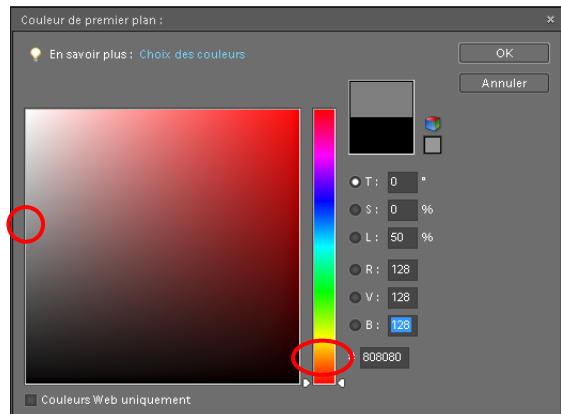 Couleur de premier plan :
En savoir plus : Choix des couleurs
OK
Annuler
T : 0 °
S : 0 %
L : 50 %
R : 128
V : 128
B : 128
# 808080
Couleurs Web uniquement